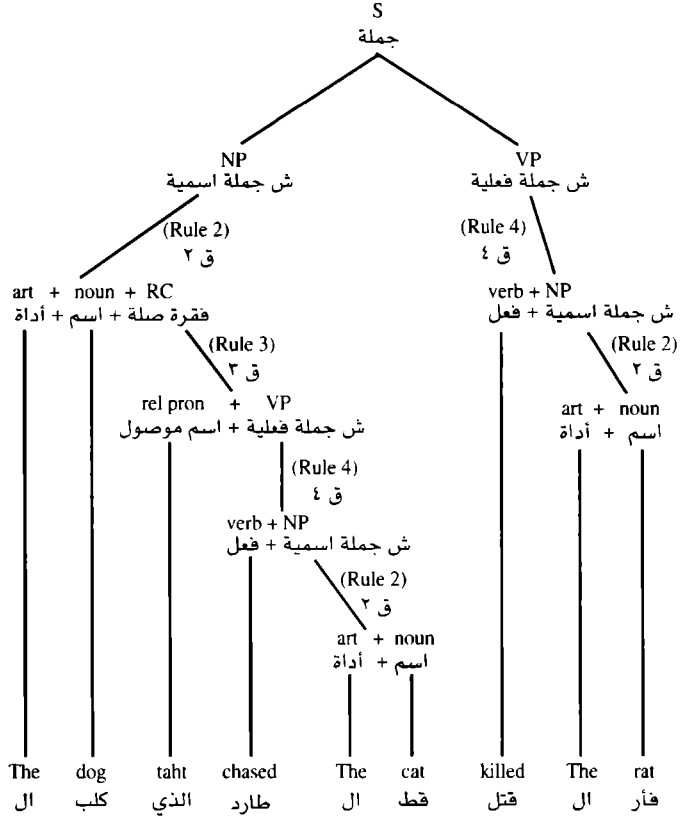 S
جملة
NP
ش جملة اسمية
VP
ش جملة فعلية
(Rule 2)
ق ٢
(Rule 4)
ق ٤
art + noun + RC
فقرة صلة + اسم + أداة
verb + NP
ش جملة اسمية + فعل
(Rule 3)
ق ٣
(Rule 2)
ق ٢
rel pron + VP
ش جملة فعلية + اسم موصول
art + noun
اسم + أداة
(Rule 4)
ق ٤
verb + NP
ش جملة اسمية + فعل
(Rule 2)
ق ٢
art + noun
اسم + أداة
The dog taht chased The cat killed The rat
ال كلب الذي طارد ال قط قتل ال فأر